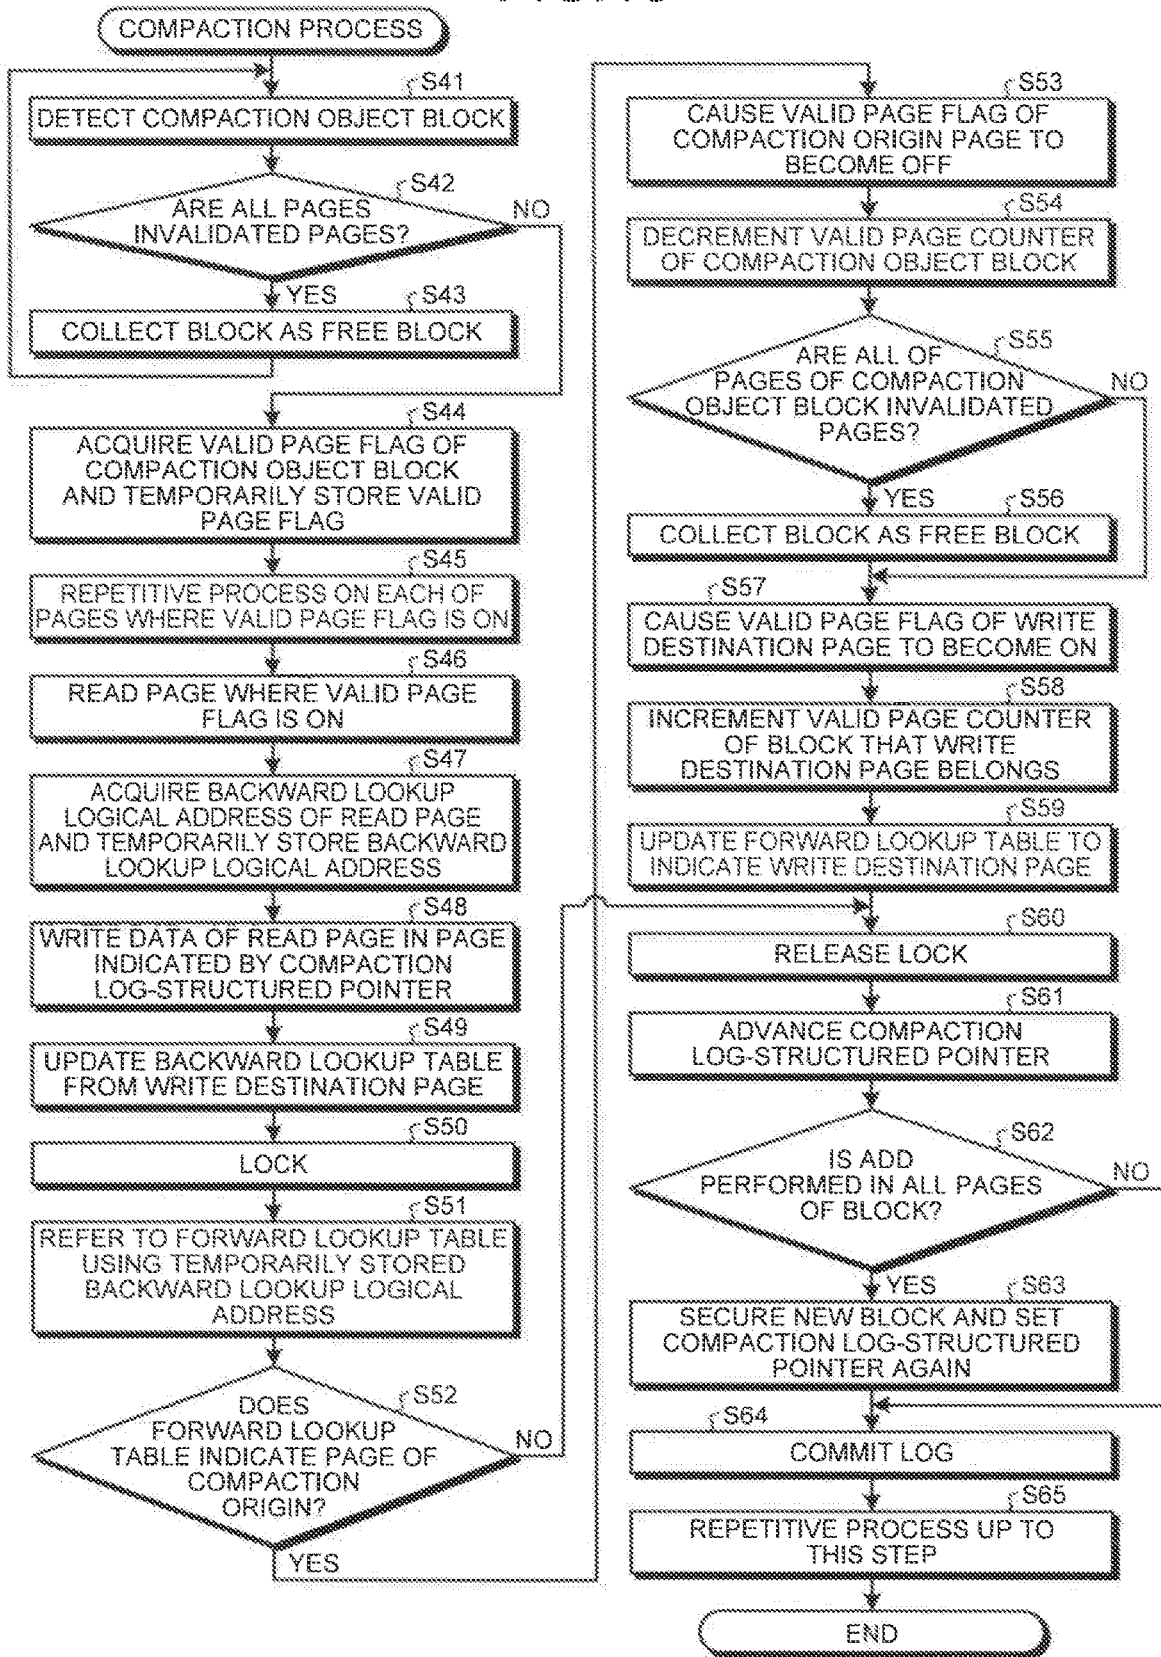 COMPACTION PROCESS
S41
DETECT COMPACTION OBJECT BLOCK
S42
ARE ALL PAGES
INVALIDATED PAGES?
NO
YES
S43
COLLECT BLOCK AS FREE BLOCK
S44
ACQUIRE VALID PAGE FLAG OF
COMPACTION OBJECT BLOCK
AND TEMPORARILY STORE VALID
PAGE FLAG
S45
REPETITIVE PROCESS ON EACH OF
PAGES WHERE VALID PAGE FLAG IS ON
S46
READ PAGE WHERE VALID PAGE
FLAG IS ON
S47
ACQUIRE BACKWARD LOOKUP
LOGICAL ADDRESS OF READ PAGE
AND TEMPORARILY STORE BACKWARD
LOOKUP LOGICAL ADDRESS
S48
WRITE DATA OF READ PAGE IN PAGE
INDICATED BY COMPACTION
LOG-STRUCTURED POINTER
S49
UPDATE BACKWARD LOOKUP TABLE
FROM WRITE DESTINATION PAGE
S50
LOCK
S51
REFER TO FORWARD LOOKUP TABLE
USING TEMPORARILY STORED
BACKWARD LOOKUP LOGICAL
ADDRESS
S52
DOES
FORWARD LOOKUP
TABLE INDICATE PAGE OF
COMPACTION
ORIGIN?
NO
YES
S53
CAUSE VALID PAGE FLAG OF
COMPACTION ORIGIN PAGE TO
BECOME OFF
S54
DECREMENT VALID PAGE COUNTER
OF COMPACTION OBJECT BLOCK
S55
ARE ALL OF
PAGES OF COMPACTION
OBJECT BLOCK INVALIDATED
PAGES?
NO
YES
S56
COLLECT BLOCK AS FREE BLOCK
S57
CAUSE VALID PAGE FLAG OF WRITE
DESTINATION PAGE TO BECOME ON
S58
INCREMENT VALID PAGE COUNTER
OF BLOCK THAT WRITE
DESTINATION PAGE BELONGS
S59
UPDATE FORWARD LOOKUP TABLE TO
INDICATE WRITE DESTINATION PAGE
S60
RELEASE LOCK
S61
ADVANCE COMPACTION
LOG-STRUCTURED POINTER
S62
IS ADD
PERFORMED IN ALL PAGES
OF BLOCK?
NO
YES
S63
SECURE NEW BLOCK AND SET
COMPACTION LOG-STRUCTURED
POINTER AGAIN
S64
COMMIT LOG
S65
REPETITIVE PROCESS UP TO
THIS STEP
END